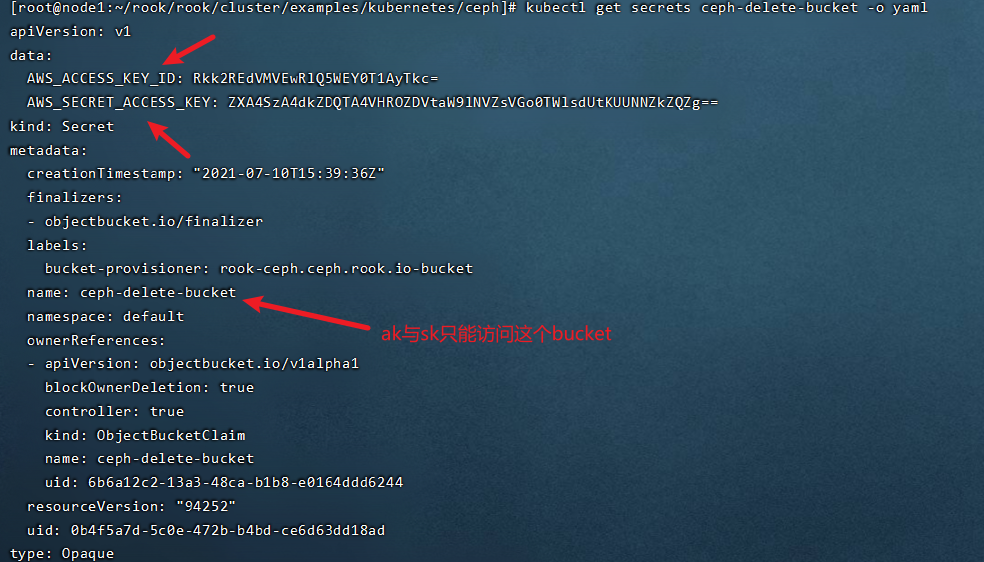 [root@node1:~/rook/rook/cluster/examples/kubernetes/ceph]# kubectl get secrets ceph-delete-bucket -o yaml
apiVersion: v1
data:
  AWS_ACCESS_KEY_ID: Rkk2REdVMVEwRlQ5WEY0T1AyTkc=
  AWS_SECRET_ACCESS_KEY: ZXA4SzA4dkZDQTA4VHROZDVtaW9lNVZsVGo0TWlsdUtKUUNNZkZQZg==
kind: Secret
metadata:
  creationTimestamp: "2021-07-10T15:39:36Z"
  finalizers:
  - objectbucket.io/finalizer
  labels:
    bucket-provisioner: rook-ceph.ceph.rook.io-bucket
  name: ceph-delete-bucket
  namespace: default
ak与sk只能访问这个bucket
  ownerReferences:
  - apiVersion: objectbucket.io/v1alpha1
    blockOwnerDeletion: true
    controller: true
    kind: ObjectBucketClaim
    name: ceph-delete-bucket
    uid: 6b6a12c2-13a3-48ca-b1b8-e0164ddd6244
  resourceVersion: "94252"
  uid: 0b4f5a7d-5c0e-472b-b4bd-ce6d63dd18ad
type: Opaque